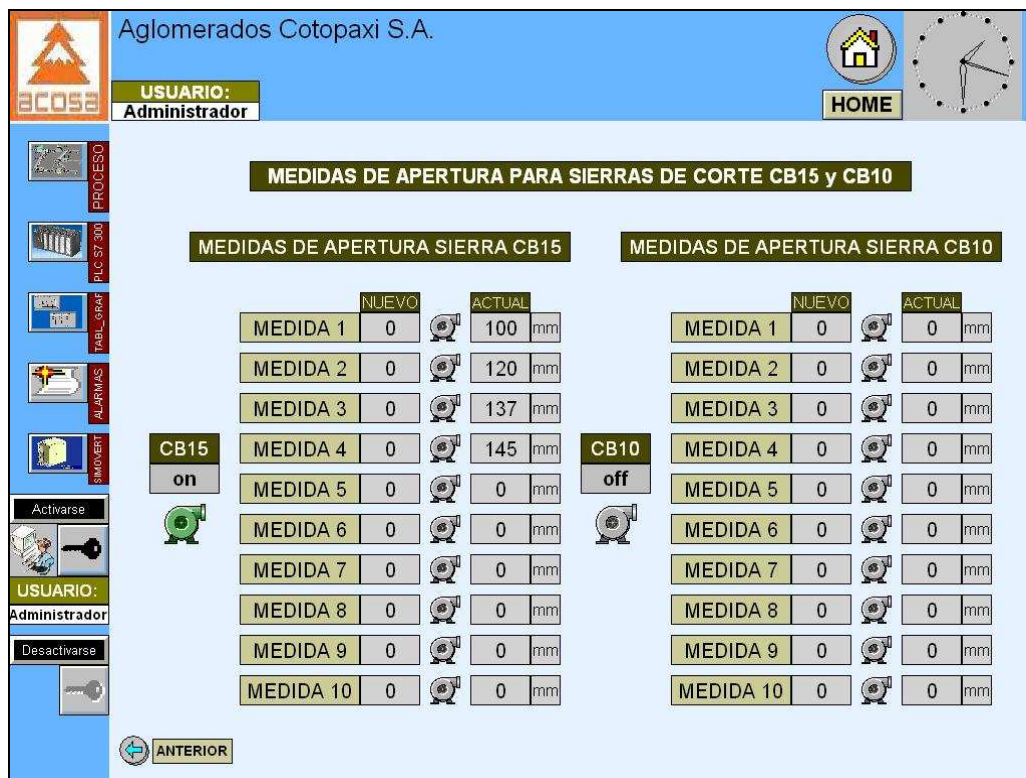 Aglomerados Cotopaxi S.A.
acosa
USUARIO:
Administrador
HOME
PROCESO
PLC S7 300
TABL_GRAF
ALARMAS
SIMOVERT
Activarse
USUARIO:
Administrador
Desactivarse
MEDIDAS DE APERTURA PARA SIERRAS DE CORTE CB15 y CB10
MEDIDAS DE APERTURA SIERRA CB15
NUEVO ACTUAL
MEDIDA 1 0 100 mm
MEDIDA 2 0 120 mm
MEDIDA 3 0 137 mm
MEDIDA 4 0 145 mm
MEDIDA 5 0 0 mm
MEDIDA 6 0 0 mm
MEDIDA 7 0 0 mm
MEDIDA 8 0 0 mm
MEDIDA 9 0 0 mm
MEDIDA 10 0 0 mm
CB15
on
MEDIDAS DE APERTURA SIERRA CB10
NUEVO ACTUAL
MEDIDA 1 0 0 mm
MEDIDA 2 0 0 mm
MEDIDA 3 0 0 mm
MEDIDA 4 0 0 mm
MEDIDA 5 0 0 mm
MEDIDA 6 0 0 mm
MEDIDA 7 0 0 mm
MEDIDA 8 0 0 mm
MEDIDA 9 0 0 mm
MEDIDA 10 0 0 mm
CB10
off
ANTERIOR